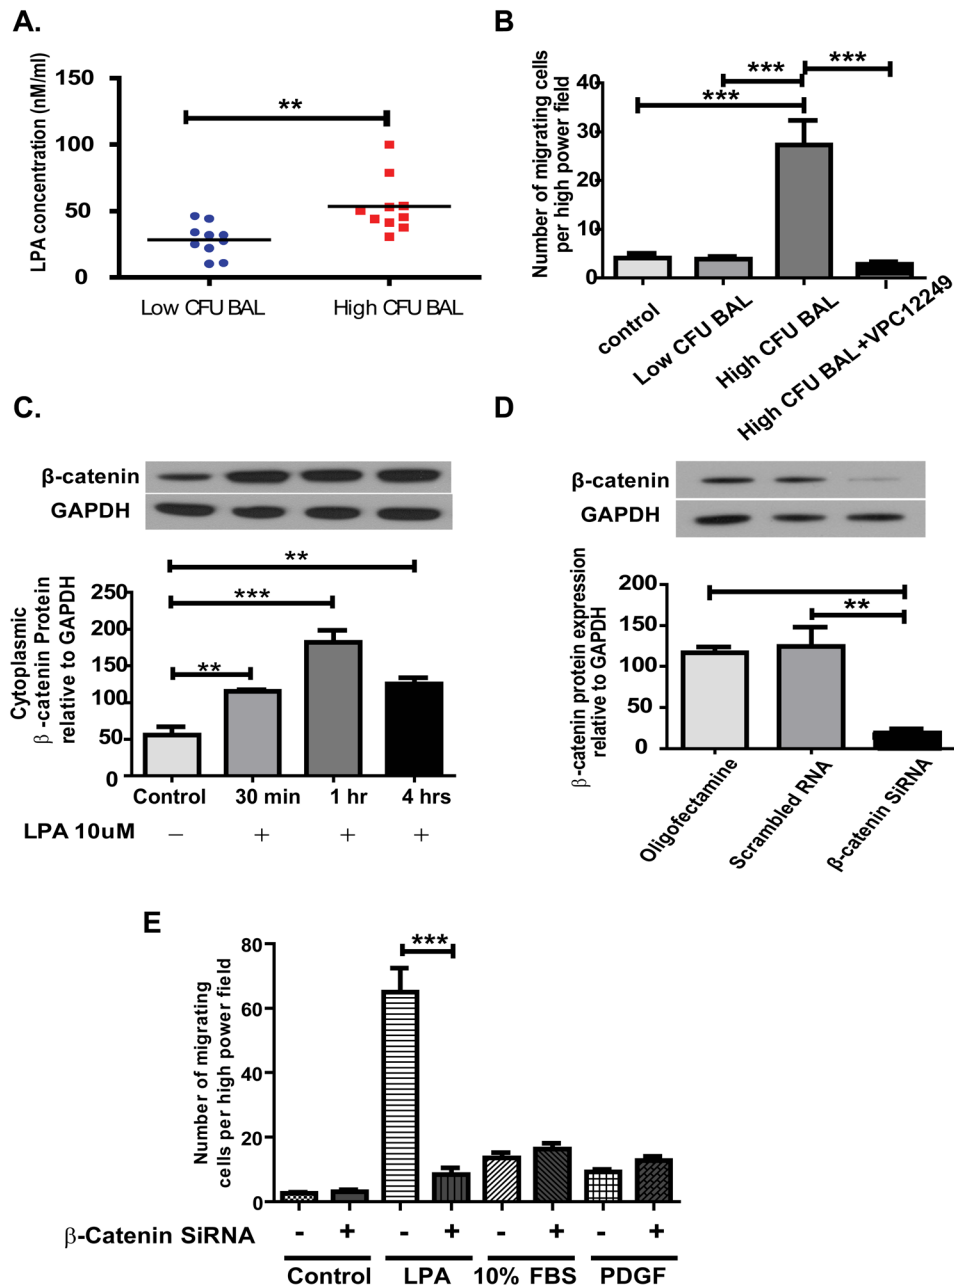 A.
LPA concentration (nM/ml)
150
100
50
0
**
Low CFU BAL
High CFU BAL
B
Number of migrating cells
per high power field
40
30
20
10
0
***
***
***
control
Low CFU BAL
High CFU BAL
High CFU BAL+VPC12249
C.
β-catenin
GAPDH
Cytoplasmic
β -catenin Protein
relative to GAPDH
250
200
150
100
50
0
**
***
**
Control
30 min
1 hr
4 hrs
LPA 10uM
− + + +
D
β-catenin
GAPDH
β-catenin protein expression
relative to GAPDH
200
150
100
50
0
**
Oligofectamine
Scrambled RNA
β-catenin SiRNA
E
Number of migrating
cells per high power field
80
60
40
20
0
***
β-Catenin SiRNA
- + - + - + - +
Control
LPA
10% FBS
PDGF